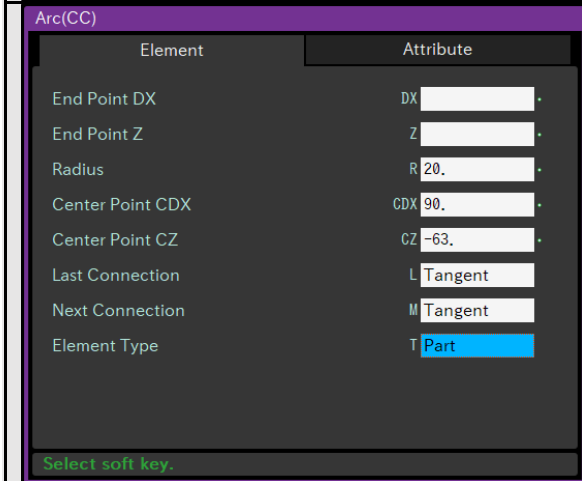 Arc(CC)
Element Attribute
End Point DX DX
End Point Z Z
Radius R 20.
Center Point CDX CDX 90.
Center Point CZ CZ -63.
Last Connection L Tangent
Next Connection M Tangent
Element Type T Part
Select soft key.